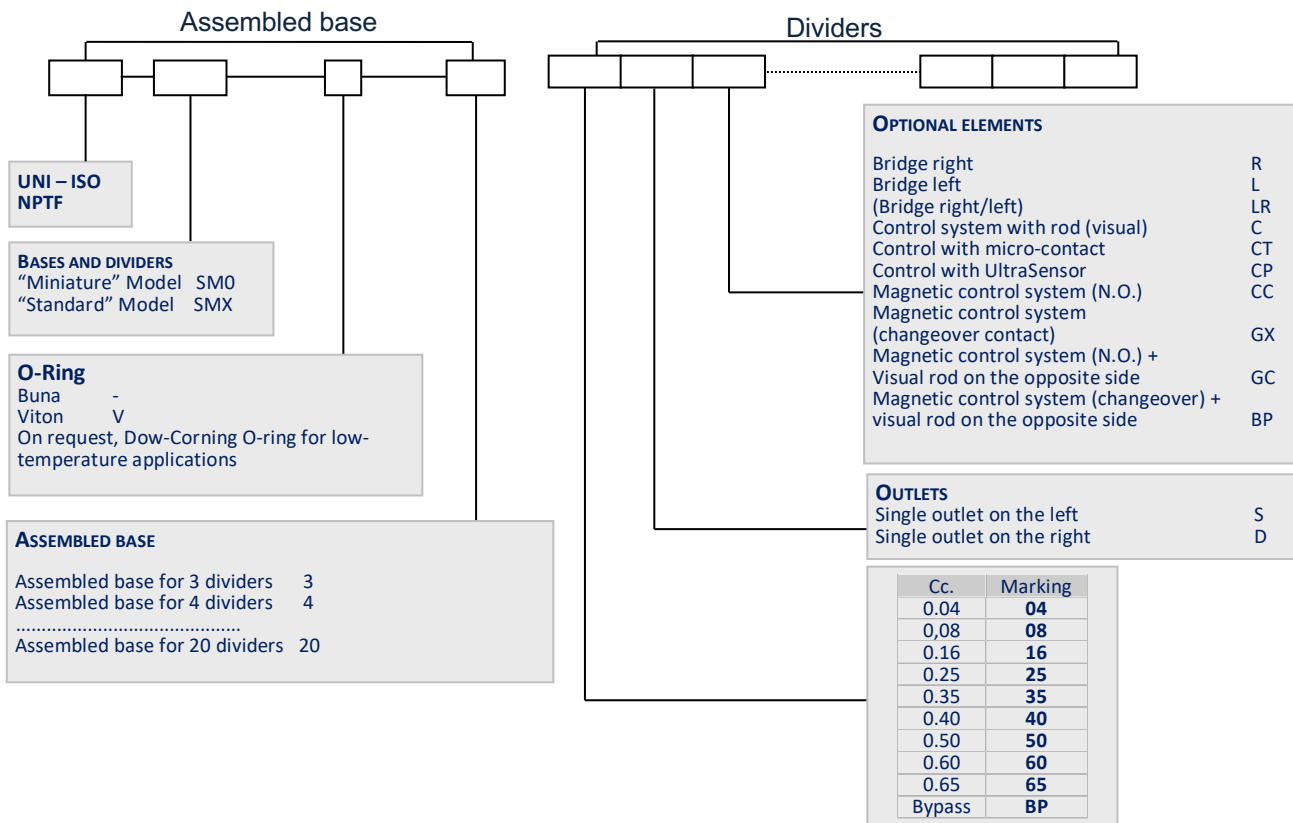 Assembled base
Dividers
UNI – ISO
NPTF
BASES AND DIVIDERS
“Miniature” Model SM0
“Standard” Model SMX
O-Ring
Buna -
Viton V
On request, Dow-Corning O-ring for low-
temperature applications
ASSEMBLED BASE
Assembled base for 3 dividers 3
Assembled base for 4 dividers 4
...........................................
Assembled base for 20 dividers 20
OPTIONAL ELEMENTS
Bridge right R
Bridge left L
(Bridge right/left) LR
Control system with rod (visual) C
Control with micro-contact CT
Control with UltraSensor CP
Magnetic control system (N.O.) CC
Magnetic control system
(changeover contact) GX
Magnetic control system (N.O.) +
Visual rod on the opposite side GC
Magnetic control system (changeover) +
visual rod on the opposite side BP
OUTLETS
Single outlet on the left S
Single outlet on the right D
Cc. Marking
0.04 04
0,08 08
0.16 16
0.25 25
0.35 35
0.40 40
0.50 50
0.60 60
0.65 65
Bypass BP